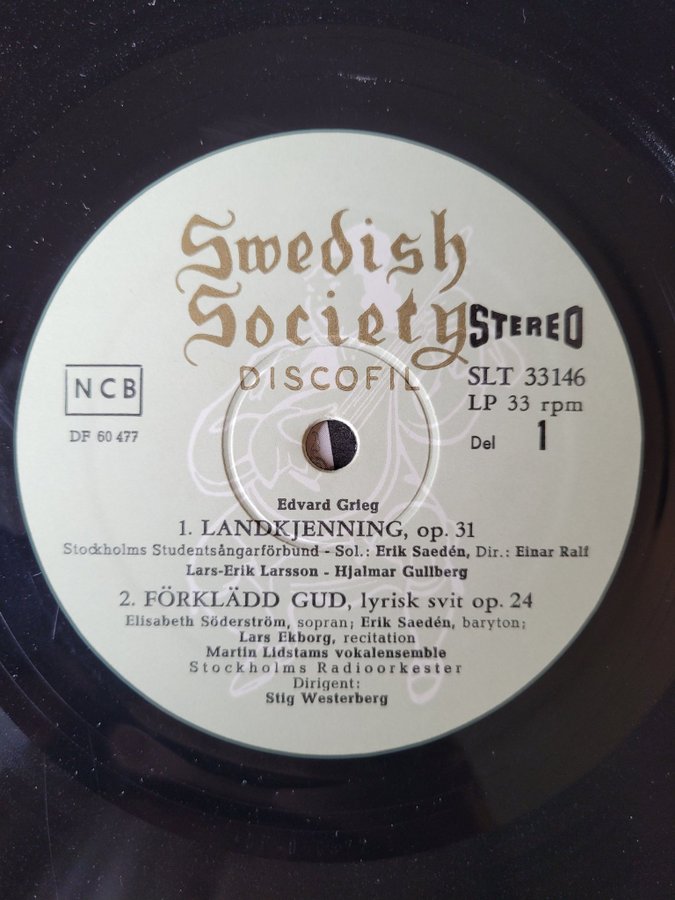 Swedish
Society
DISCOFIL
STEREO
SLT 33146
LP 33 rpm
Del 1
NCB
DF 60 477
Edvard Grieg
1. LANDKJENNING, op. 31
Stockholms Studentsångarförbund - Sol.: Erik Saedén, Dir.: Einar Ralf
Lars-Erik Larsson - Hjalmar Gullberg
2. FÖRKLÄDD GUD, lyrisk svit op. 24
Elisabeth Söderström, sopran; Erik Saedén, baryton;
Lars Ekborg, recitation
Martin Lidstams vokalensemble
Stockholms Radioorkester
Dirigent:
Stig Westerberg